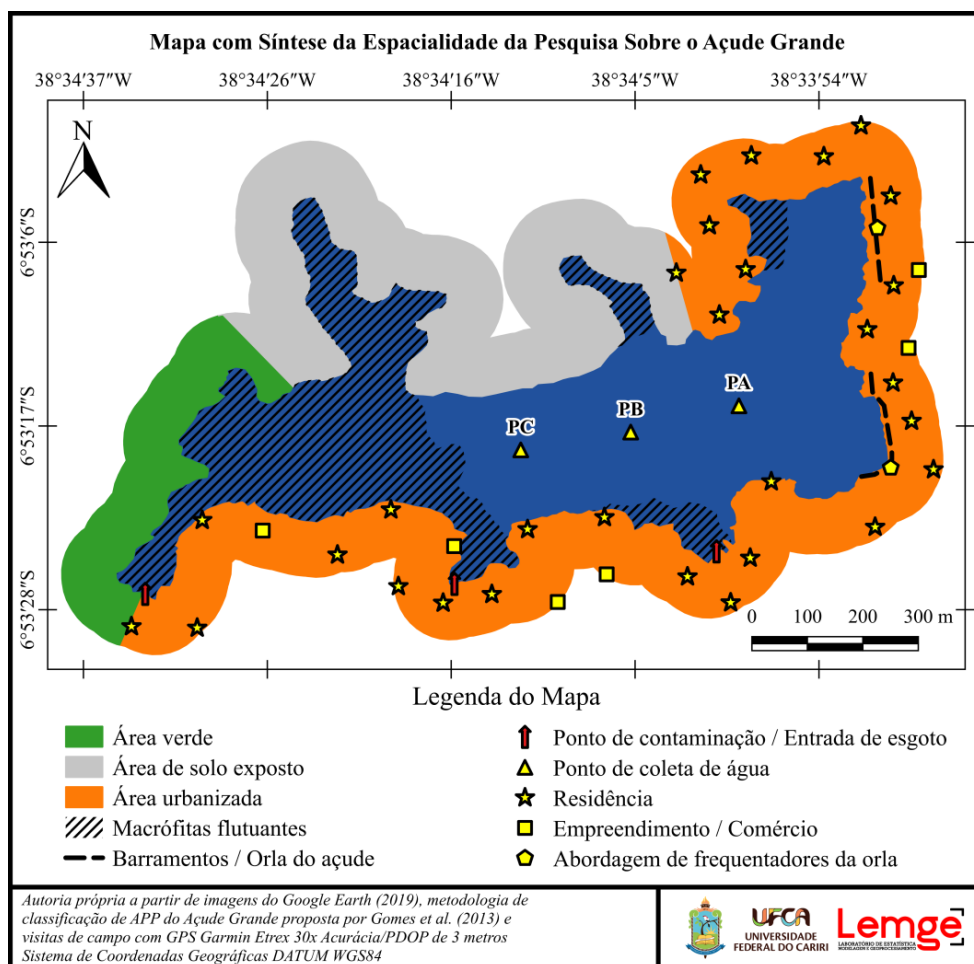 Mapa com Síntese da Espacialidade da Pesquisa Sobre o Açude Grande
38°34′37″W 38°34′26″W 38°34′16″W 38°34′5″W 38°33′54″W
N
6°53′6″S
6°53′17″S
6°53′28″S
PA
PB
PC
0 100 200 300 m
Legenda do Mapa
Área verde
Área de solo exposto
Área urbanizada
Macrófitas flutuantes
Barramentos / Orla do açude
Ponto de contaminação / Entrada de esgoto
Ponto de coleta de água
Residência
Empreendimento / Comércio
Abordagem de frequentadores da orla
Autoria própria a partir de imagens do Google Earth (2019), metodologia de
classificação de APP do Açude Grande proposta por Gomes et al. (2013) e
visitas de campo com GPS Garmin Etrex 30x Acurácia/PDOP de 3 metros
Sistema de Coordenadas Geográficas DATUM WGS84
UFCA
UNIVERSIDADE
FEDERAL DO CARIRI
Lemge
LABORATÓRIO DE ESTATÍSTICA
MODELAGEM E GEOPROCESSAMENTO